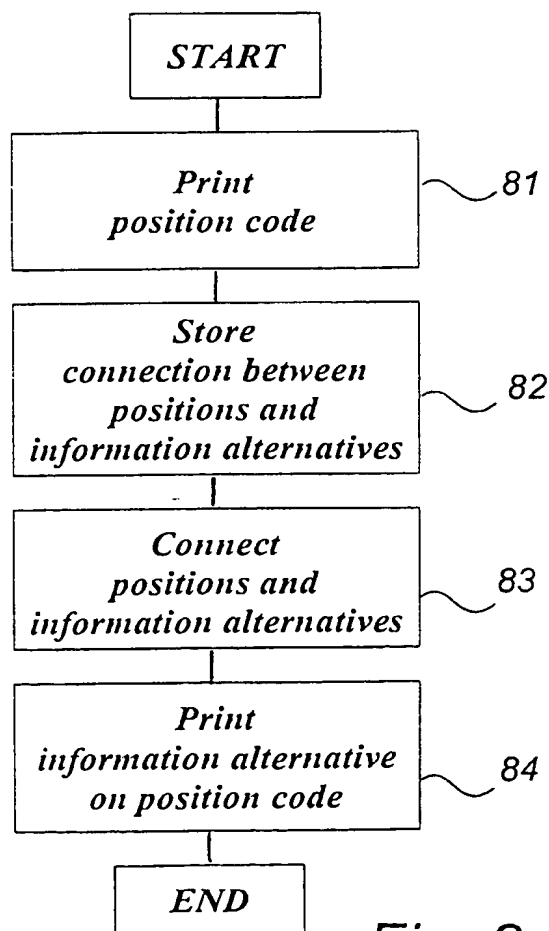 START
Print
position code
81
Store
connection between
positions and
information alternatives
82
Connect
positions and
information alternatives
83
Print
information alternative
on position code
84
END